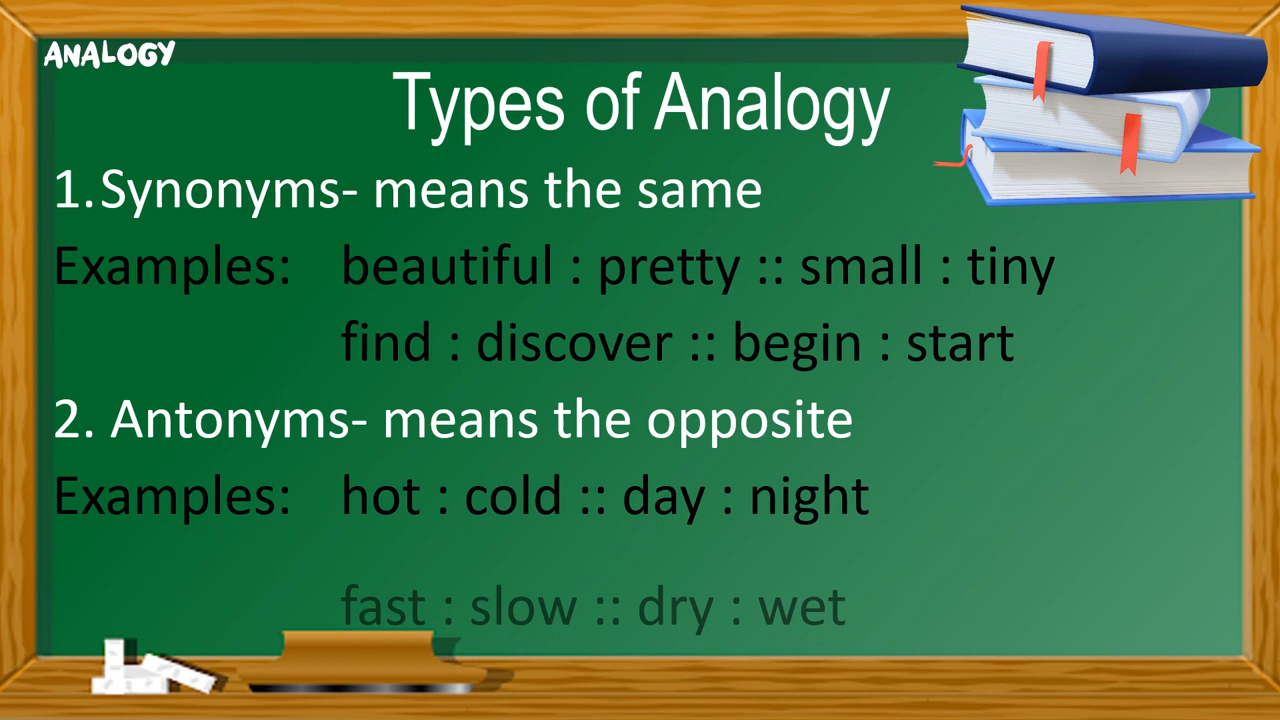 ANALOGY
Types of Analogy
1.Synonyms- means the same
Examples: beautiful : pretty :: small : tiny
find : discover :: begin : start
2. Antonyms- means the opposite
Examples: hot : cold :: day : night
fast : slow :: dry : wet